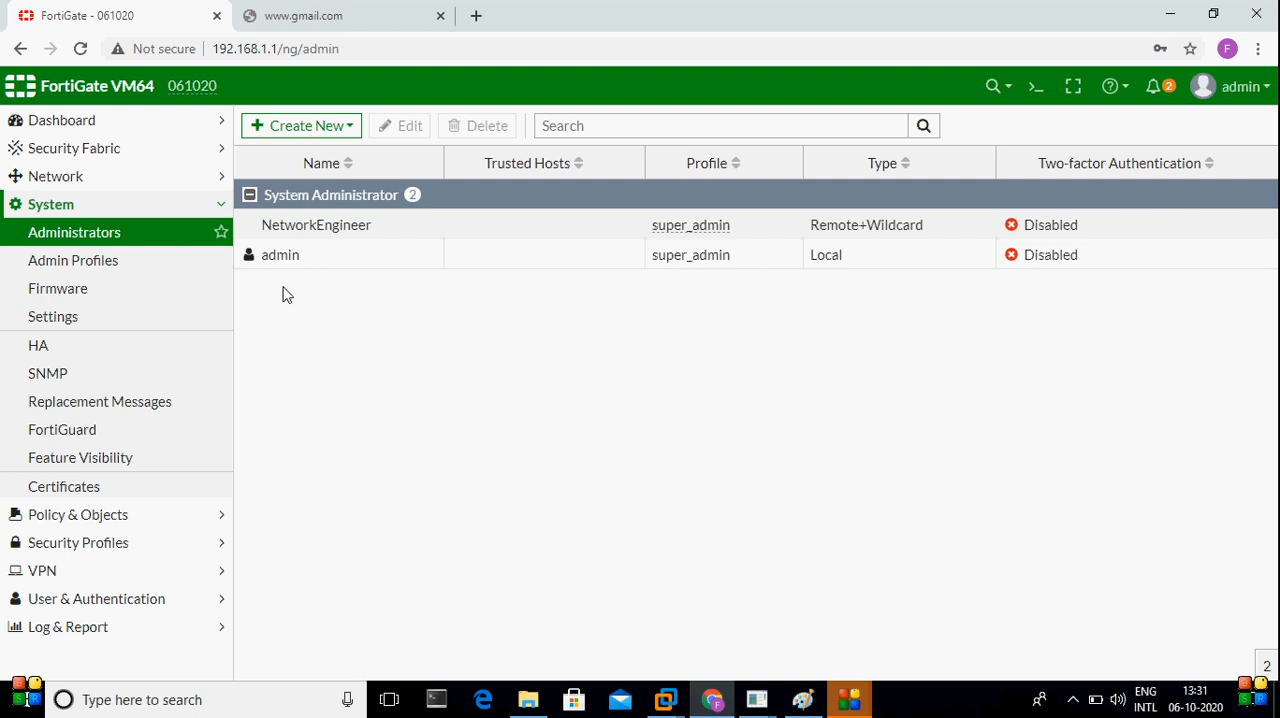 FortiGate - 061020
www.gmail.com
Not secure
192.168.1.1/ng/admin
F
FortiGate VM64
061020
2
admin
Dashboard
Security Fabric
Network
System
Administrators
Admin Profiles
Firmware
Settings
HA
SNMP
Replacement Messages
FortiGuard
Feature Visibility
Certificates
Policy & Objects
Security Profiles
VPN
User & Authentication
Log & Report
Create New
Edit
Delete
Search
Name Trusted Hosts Profile Type Two-factor Authentication
System Administrator 2
NetworkEngineer super_admin Remote+Wildcard Disabled
admin super_admin Local Disabled
2
Type here to search
F
ENG
INTL
13:31
06-10-2020